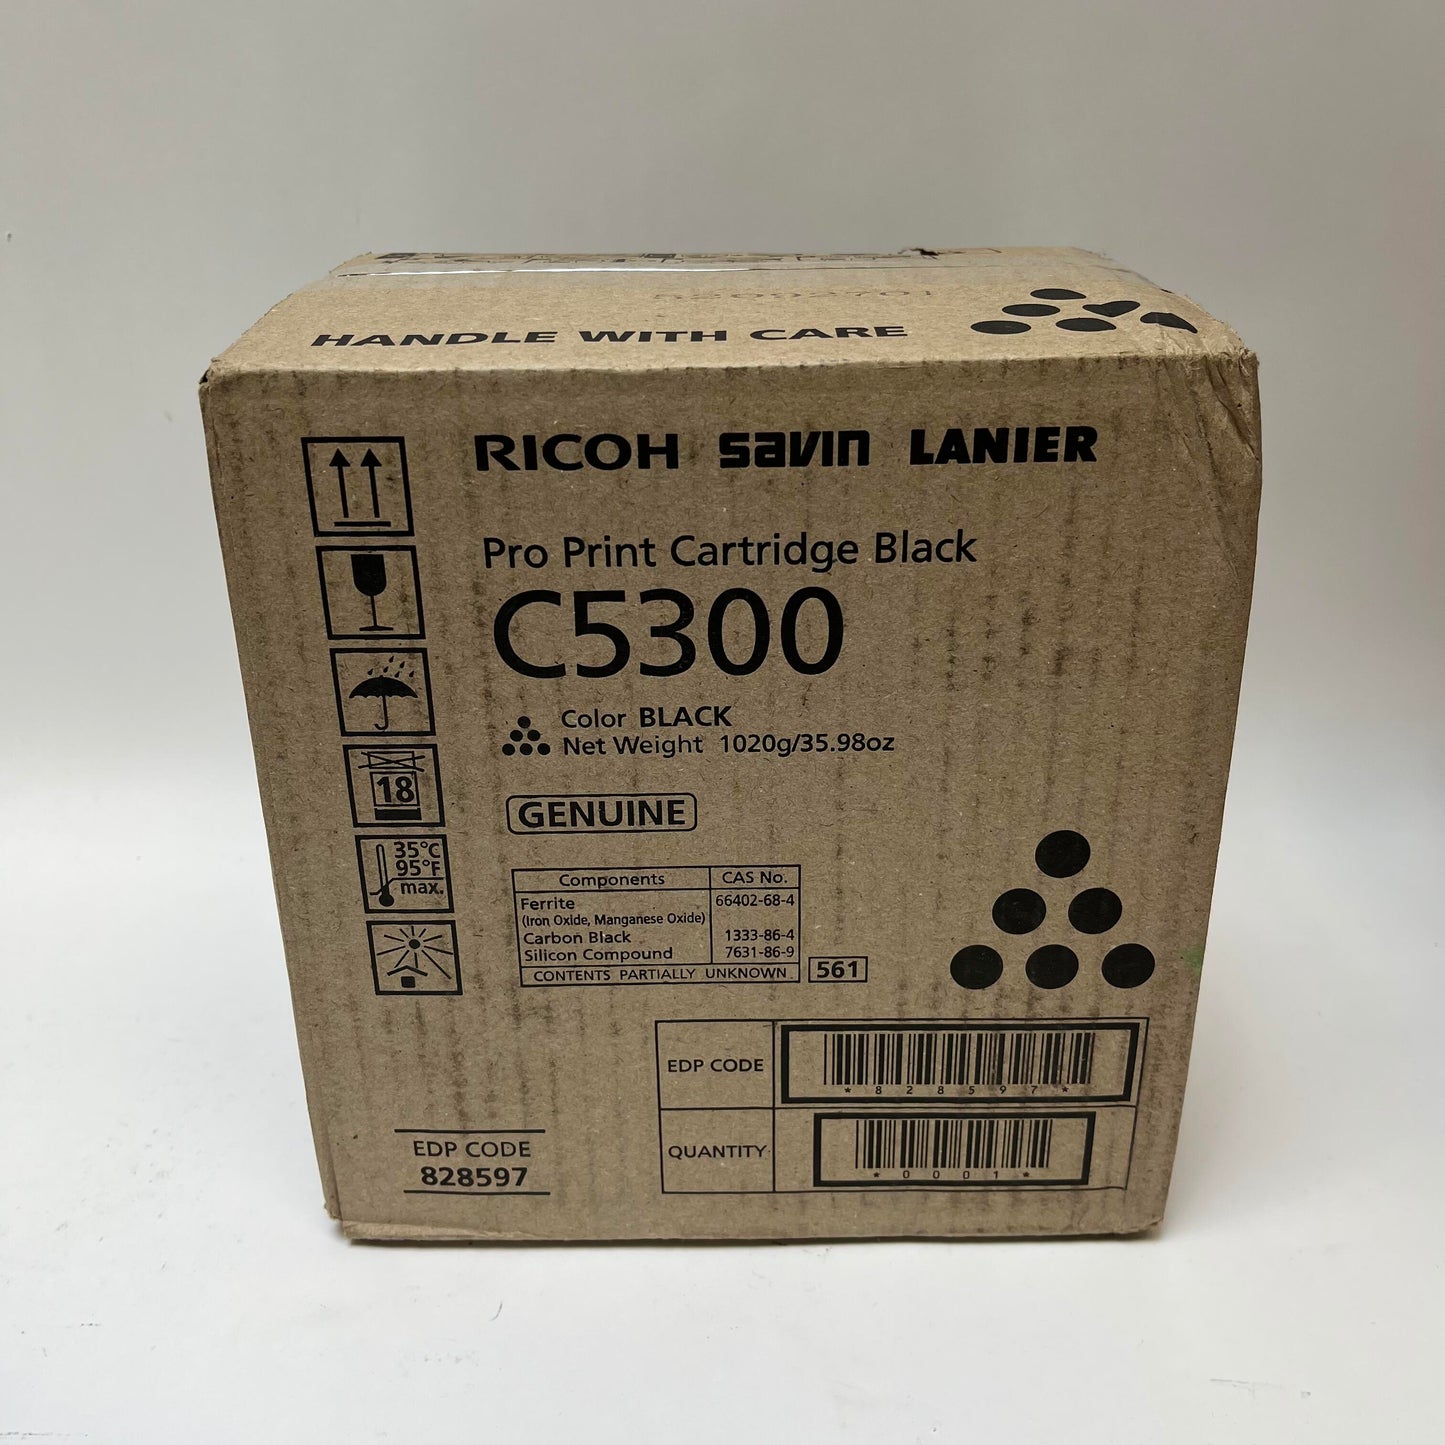 HANDLE WITH CARE
RICOH savin LANIER
Pro Print Cartridge Black
C5300
Color BLACK
Net Weight 1020g/35.98oz
18
35°C
95°F
max.
GENUINE
Components CAS No.
Ferrite 66402-68-4
(Iron Oxide, Manganese Oxide)
Carbon Black 1333-86-4
Silicon Compound 7631-86-9
CONTENTS PARTIALLY UNKNOWN
561
EDP CODE
*828597*
QUANTITY
*0001*
EDP CODE
828597